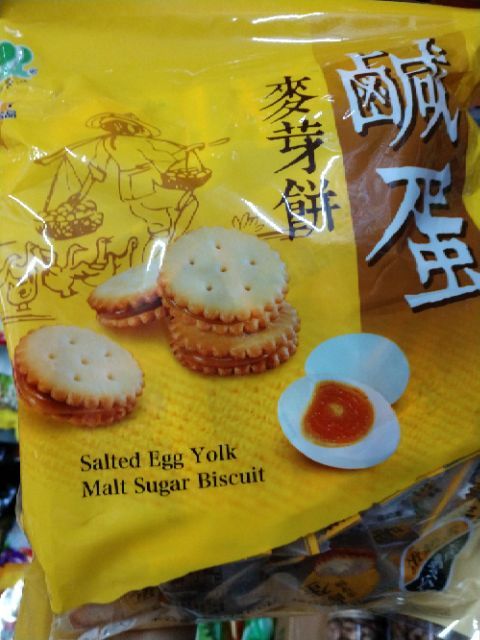 鹹蛋
麥芽餅
Salted Egg Yolk
Malt Sugar Biscuit